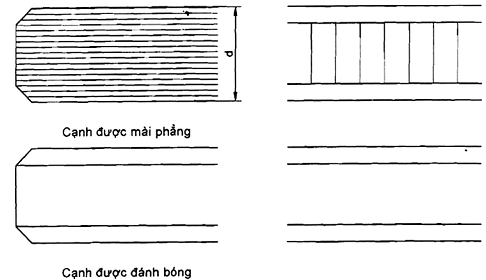 d
Cạnh được mài phẳng
Cạnh được đánh bóng